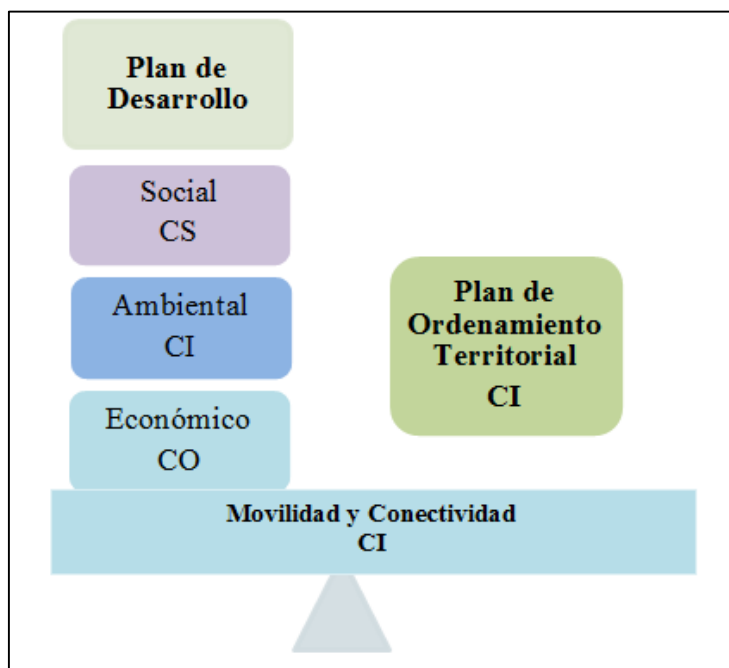 Plan de
Desarrollo
Social
CS
Ambiental
CI
Económico
CO
Plan de
Ordenamiento
Territorial
CI
Movilidad y Conectividad
CI